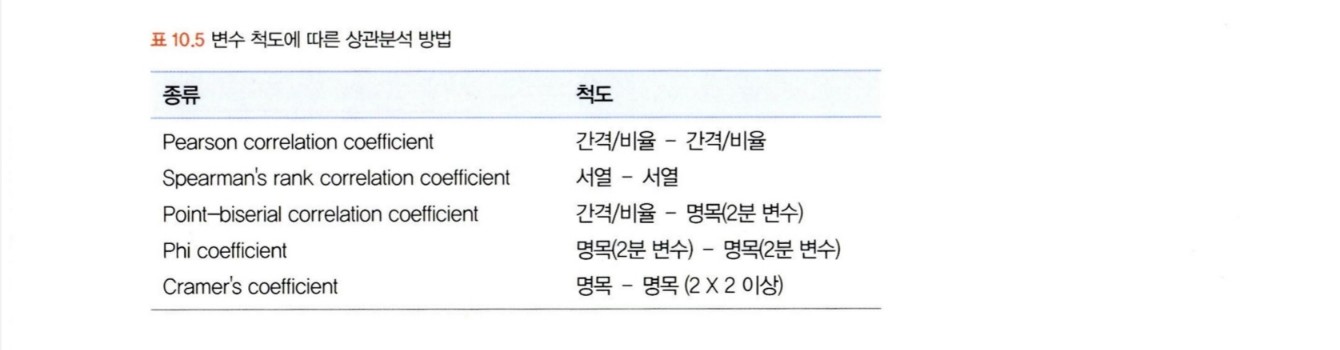 표 10.5 변수 척도에 따른 상관분석 방법
종류 척도
Pearson correlation coefficient 간격/비율 - 간격/비율
Spearman's rank correlation coefficient 서열 - 서열
Point-biserial correlation coefficient 간격/비율 - 명목(2분 변수)
Phi coefficient 명목(2분 변수) - 명목(2분 변수)
Cramer's coefficient 명목 - 명목 (2 X 2 이상)